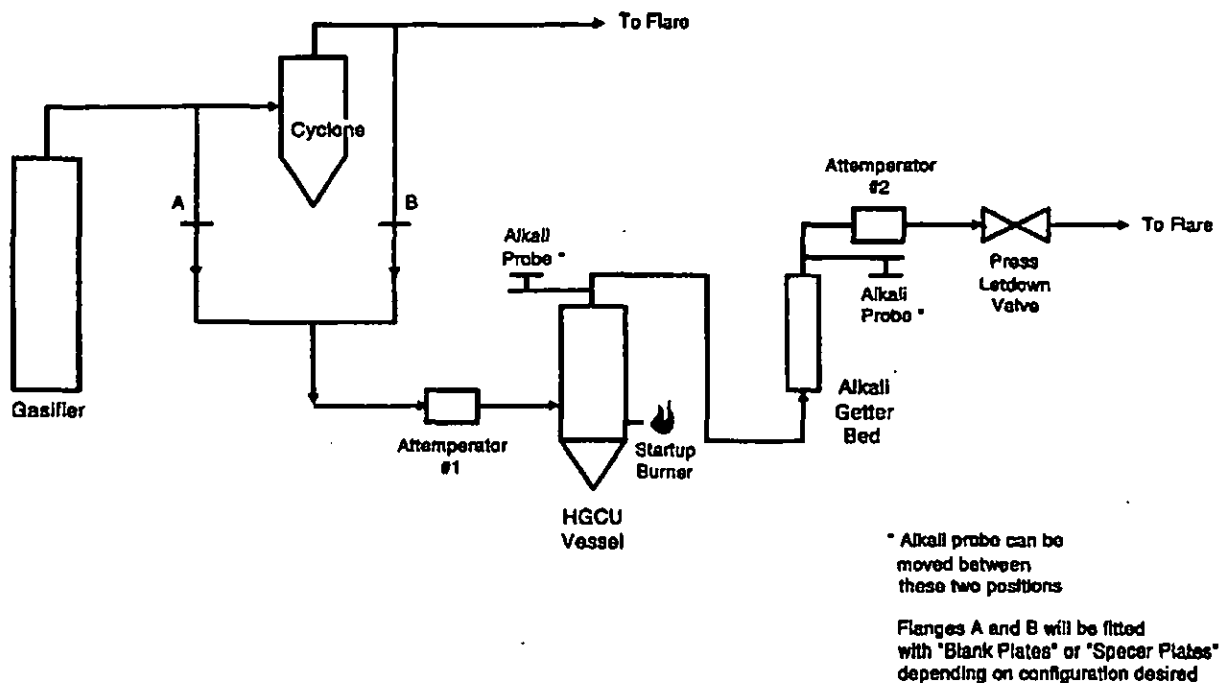 To Flare
Cyclone
A
B
Gasifier
Attemperator
#1
Alkali
Probe *
Startup
Burner
HGCU
Vessel
Attemperator
#2
Alkali
Probe *
Press
Letdown
Valve
To Flare
Alkali
Getter
Bed
* Alkali probe can be
moved between
these two positions
Flanges A and B will be fitted
with "Blank Plates" or "Specer Plates"
depending on configuration desired